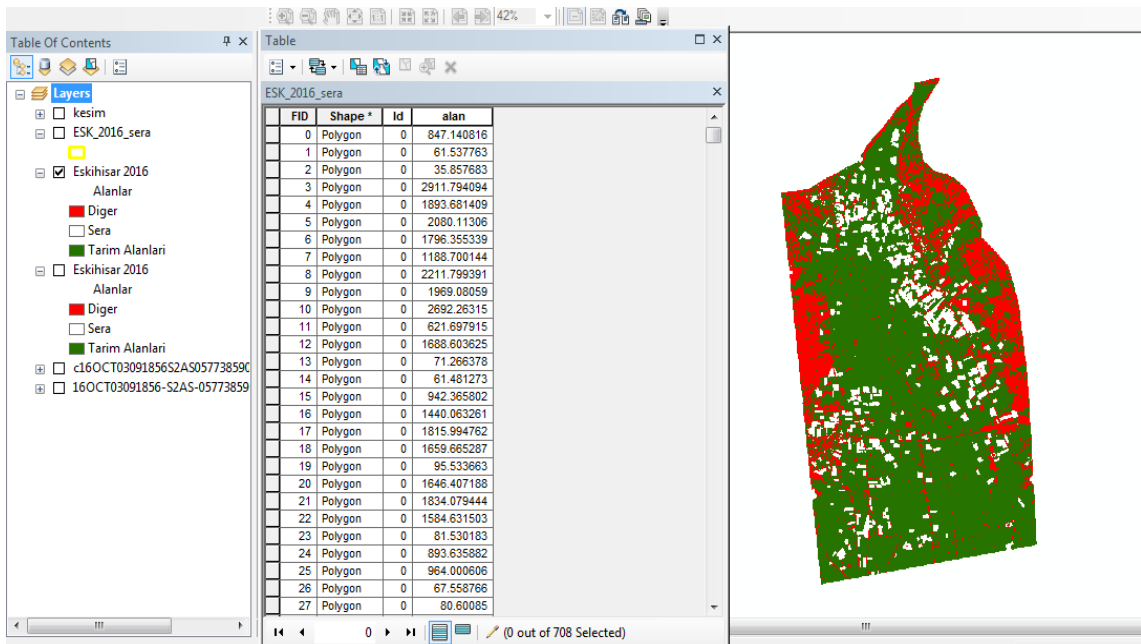 42%
Table Of Contents
Layers
kesim
ESK_2016_sera
Eskihisar 2016
Alanlar
Diger
Sera
Tarim Alanlari
Eskihisar 2016
Alanlar
Diger
Sera
Tarim Alanlari
c16OCT03091856S2AS05773859
16OCT03091856-S2AS-05773859
Table
ESK_2016_sera
FID Shape * Id alan
0 Polygon 0 847.140816
1 Polygon 0 61.537763
2 Polygon 0 35.857683
3 Polygon 0 2911.794094
4 Polygon 0 1893.681409
5 Polygon 0 2080.11306
6 Polygon 0 1796.355339
7 Polygon 0 1188.700144
8 Polygon 0 2211.799391
9 Polygon 0 1969.08059
10 Polygon 0 2692.26315
11 Polygon 0 621.697915
12 Polygon 0 1688.603625
13 Polygon 0 71.266378
14 Polygon 0 61.481273
15 Polygon 0 942.365802
16 Polygon 0 1440.063261
17 Polygon 0 1815.994762
18 Polygon 0 1659.665287
19 Polygon 0 95.533663
20 Polygon 0 1646.407188
21 Polygon 0 1834.079444
22 Polygon 0 1584.631503
23 Polygon 0 81.530183
24 Polygon 0 893.635882
25 Polygon 0 964.000606
26 Polygon 0 67.558766
27 Polygon 0 80.60085
0
(0 out of 708 Selected)